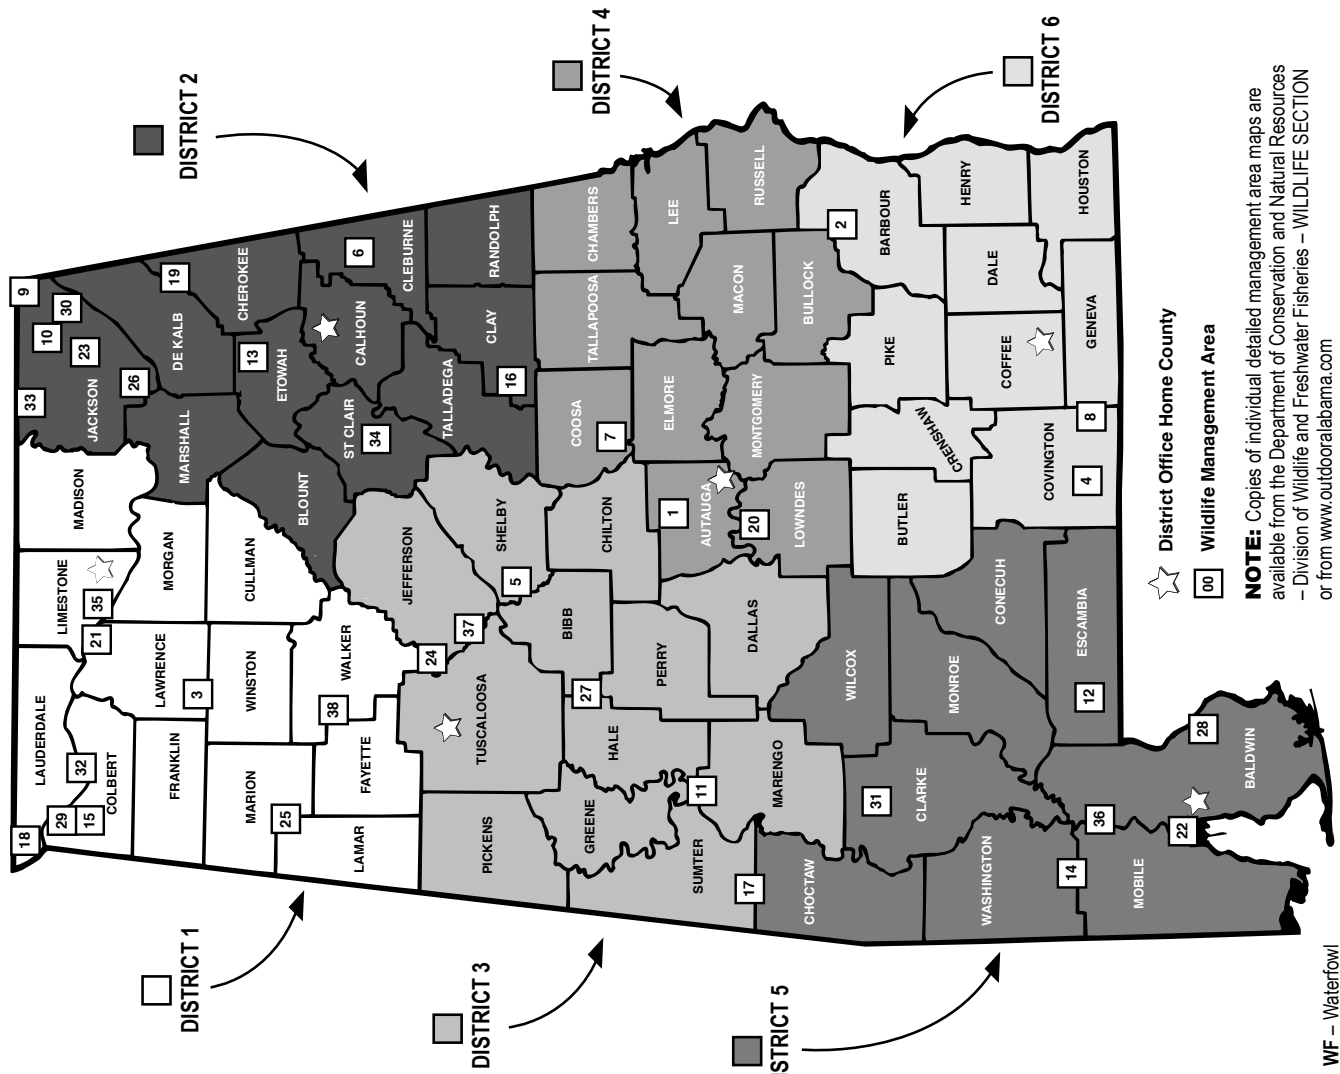 DISTRICT 1
DISTRICT 2
DISTRICT 3
DISTRICT 4
STRICT 5
DISTRICT 6
LAUDERDALE
LIMESTONE
MADISON
JACKSON
COLBERT
LAWRENCE
MORGAN
MARSHALL
DE KALB
FRANKLIN
WINSTON
CULLMAN
BLOUNT
ETOWAH
CHEROKEE
MARION
WALKER
ST CLAIR
CALHOUN
CLEBURNE
LAMAR
FAYETTE
JEFFERSON
TALLADEGA
CLAY
RANDOLPH
PICKENS
TUSCALOOSA
SHELBY
BIBB
CHILTON
COOSA
TALLAPOOSA
CHAMBERS
GREENE
HALE
PERRY
AUTAUGA
ELMORE
LEE
SUMTER
MARENGO
DALLAS
LOWNDES
MONTGOMERY
MACON
RUSSELL
BULLOCK
CHOCTAW
CLARKE
WILCOX
BUTLER
CRENSHAW
PIKE
BARBOUR
WASHINGTON
MONROE
CONECUH
COVINGTON
COFFEE
DALE
HENRY
MOBILE
BALDWIN
ESCAMBIA
GENEVA
HOUSTON
18
29
15
32
21
35
33
10
23
30
9
26
19
3
25
38
13
6
34
16
24
37
5
27
7
1
20
11
17
31
2
14
36
22
28
12
4
8
District Office Home County
00 Wildlife Management Area
NOTE: Copies of individual detailed management area maps are
available from the Department of Conservation and Natural Resources
– Division of Wildlife and Freshwater Fisheries – WILDLIFE SECTION
or from www.outdooralabama.com
WF – Waterfowl